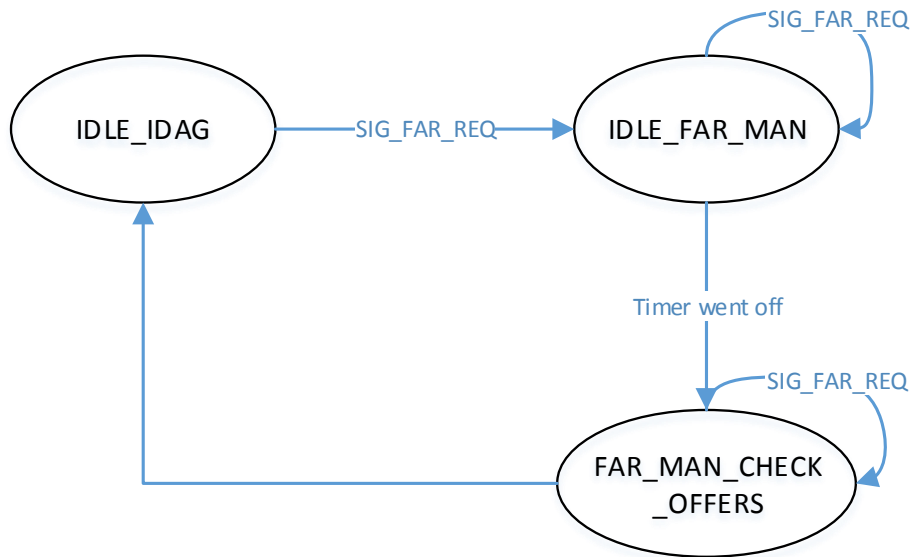 SIG_FAR_REQ
IDLE_IDAG
SIG_FAR_REQ
IDLE_FAR_MAN
Timer went off
SIG_FAR_REQ
FAR_MAN_CHECK
_OFFERS